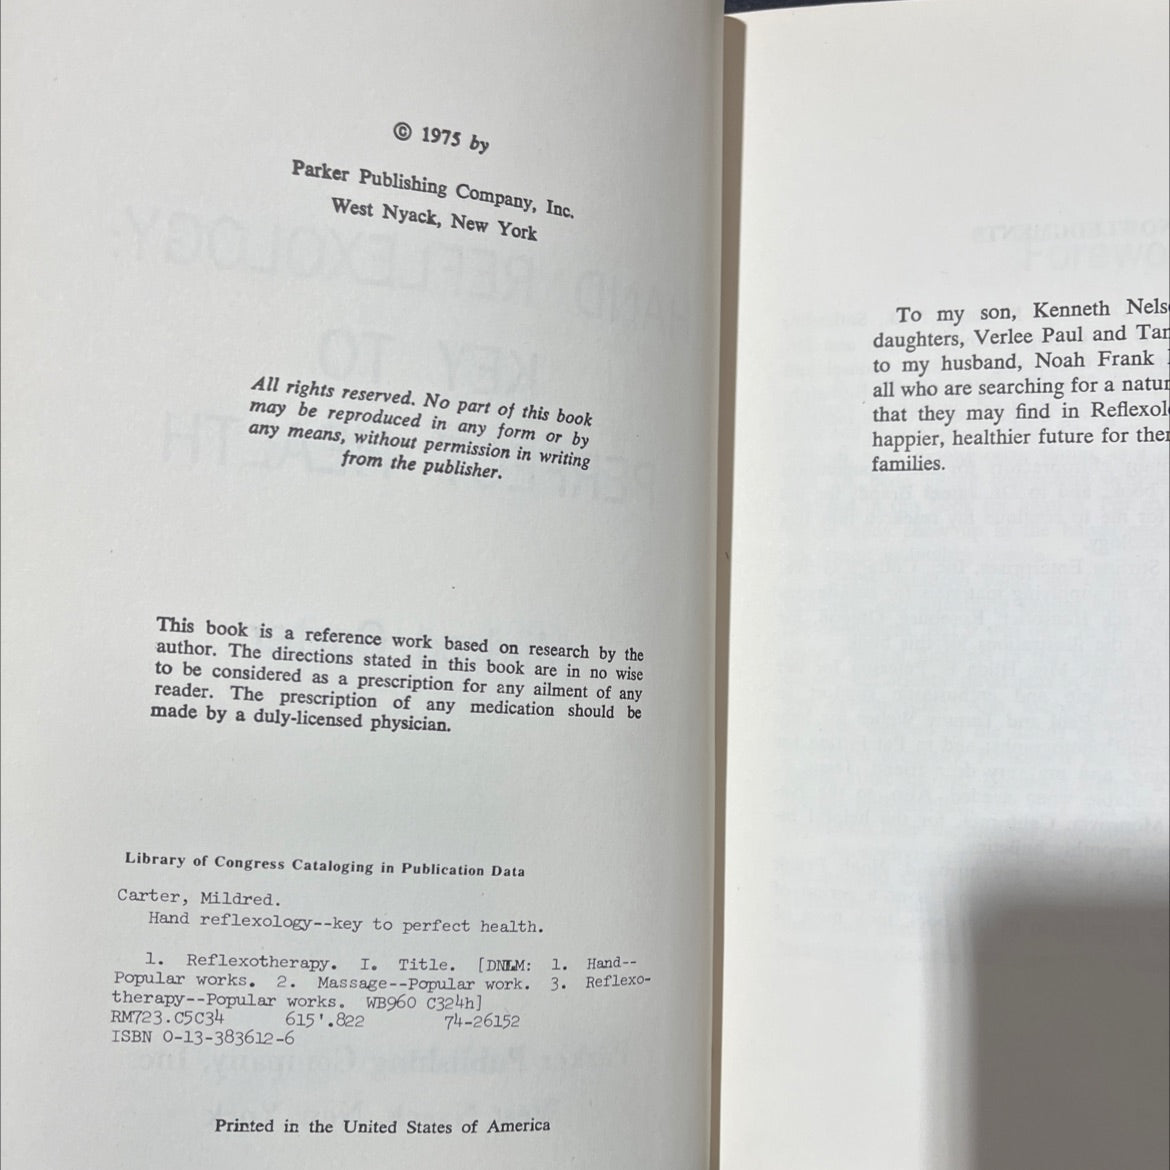 © 1975 by
Parker Publishing Company, Inc.
West Nyack, New York
All rights reserved. No part of this book
may be reproduced in any form or by
any means, without permission in writing
from the publisher.
This book is a reference work based on research by the
author. The directions stated in this book are in no wise
to be considered as a prescription for any ailment of any
reader. The prescription of any medication should be
made by a duly-licensed physician.
Library of Congress Cataloging in Publication Data
Carter, Mildred.
Hand reflexology--key to perfect health.
1. Reflexotherapy. I. Title. [DNLM: 1. Hand--
Popular works. 2. Massage--Popular work. 3. Reflexo-
therapy--Popular works. WB960 C324h]
RM723.C5C34 615'.822 74-26152
ISBN 0-13-383612-6
Printed in the United States of America
To my son, Kenneth
daughters, Verlee Paul and
to my husband, Noah Frank
all who are searching for a
that they may find in
happier, healthier future for
families.